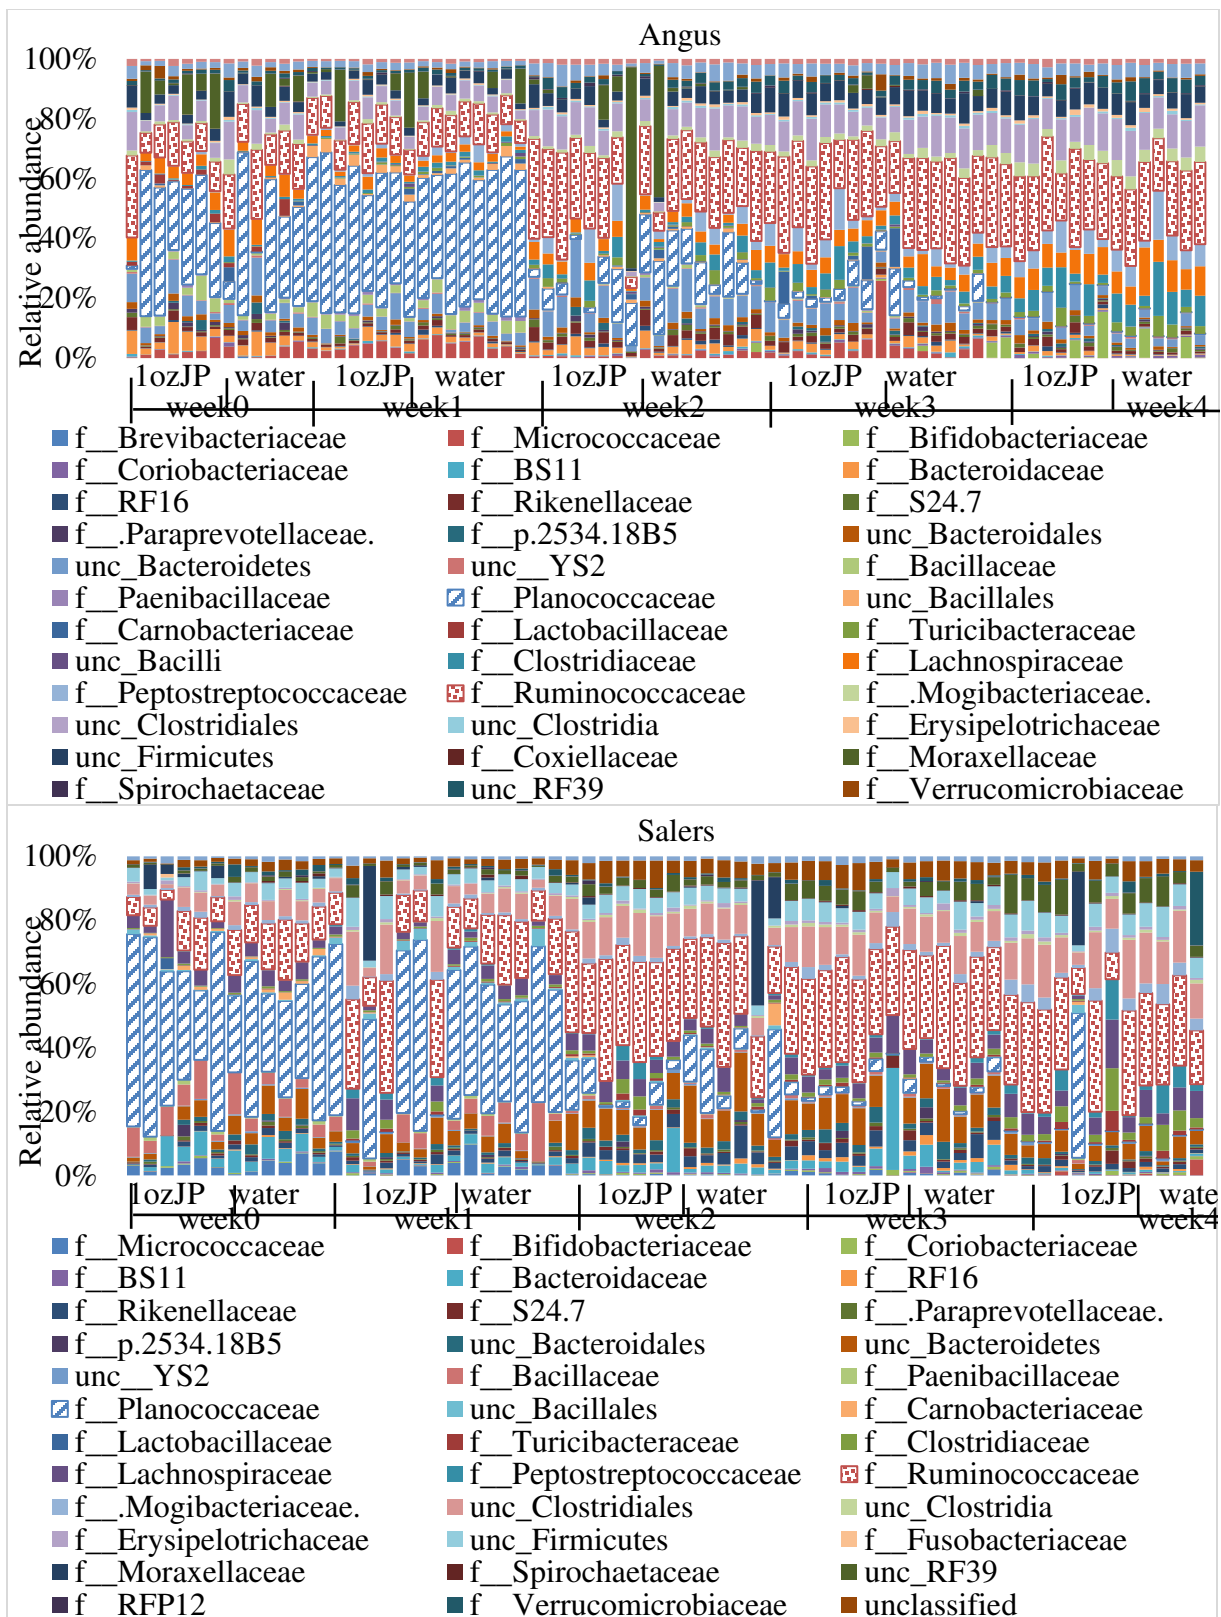 Angus
100%
80%
60%
40%
20%
0%
Relative abundance
1ozJP water 1ozJP water 1ozJP water 1ozJP water 1ozJP water
week0 week1 week2 week3 week4
f__Brevibacteriaceae f__Micrococcaceae f__Bifidobacteriaceae
f__Coriobacteriaceae f__BS11 f__Bacteroidaceae
f__RF16 f__Rikenellaceae f__S24.7
f__.Paraprevotellaceae. f__p.2534.18B5 unc_Bacteroidales
unc_Bacteroidetes unc__YS2 f__Bacillaceae
f__Paenibacillaceae f__Planococcaceae unc_Bacillales
f__Carnobacteriaceae f__Lactobacillaceae f__Turicibacteraceae
unc_Bacilli f__Clostridiaceae f__Lachnospiraceae
f__Peptostreptococcaceae f__Ruminococcaceae f__.Mogibacteriaceae.
unc_Clostridiales unc_Clostridia f__Erysipelotrichaceae
unc_Firmicutes f__Coxiellaceae f__Moraxellaceae
f__Spirochaetaceae unc_RF39 f__Verrucomicrobiaceae
Salers
100%
80%
60%
40%
20%
0%
Relative abundance
1ozJP water 1ozJP water 1ozJP water 1ozJP water 1ozJP wate
week0 week1 week2 week3 week4
f__Micrococcaceae f__Bifidobacteriaceae f__Coriobacteriaceae
f__BS11 f__Bacteroidaceae f__RF16
f__Rikenellaceae f__S24.7 f__.Paraprevotellaceae.
f__p.2534.18B5 unc_Bacteroidales unc_Bacteroidetes
unc__YS2 f__Bacillaceae f__Paenibacillaceae
f__Planococcaceae unc_Bacillales f__Carnobacteriaceae
f__Lactobacillaceae f__Turicibacteraceae f__Clostridiaceae
f__Lachnospiraceae f__Peptostreptococcaceae f__Ruminococcaceae
f__.Mogibacteriaceae. unc_Clostridiales unc_Clostridia
f__Erysipelotrichaceae unc_Firmicutes f__Fusobacteriaceae
f__Moraxellaceae f__Spirochaetaceae unc_RF39
f__RFP12 f__Verrucomicrobiaceae unclassified